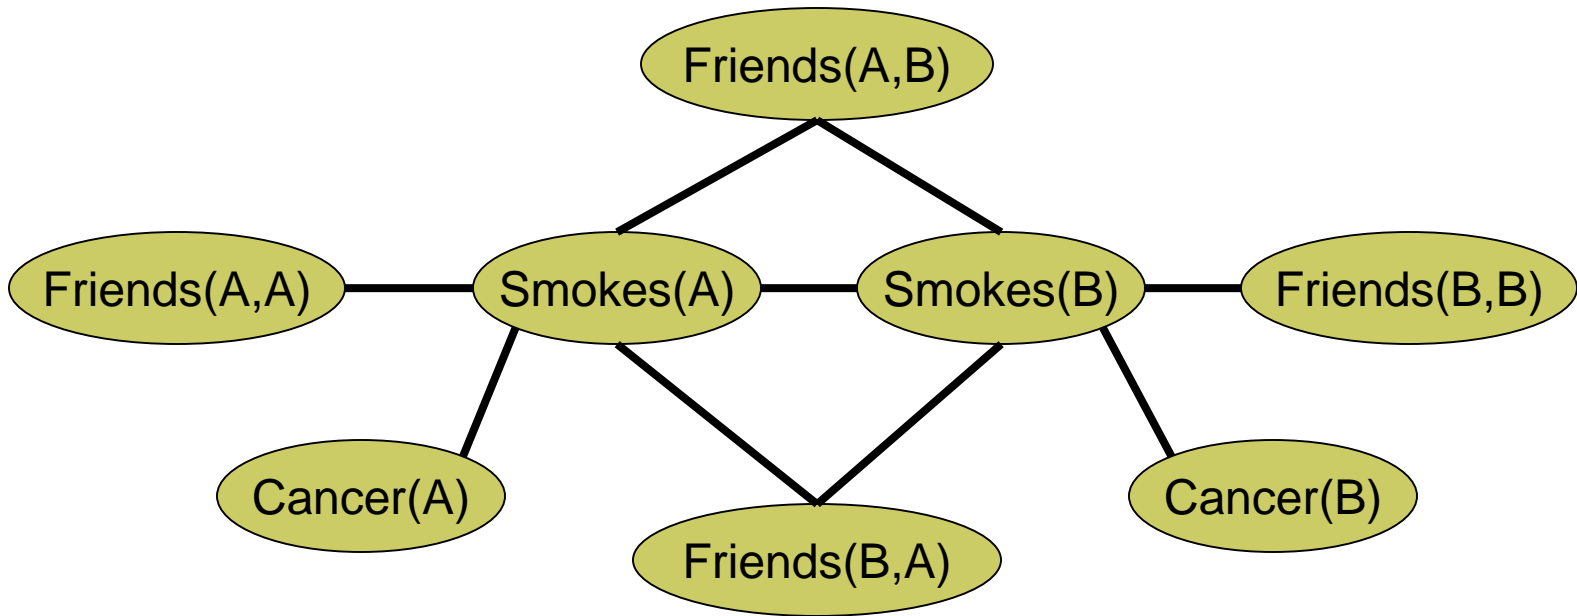 Friends(A,B)
Friends(A,A)
Smokes(A)
Smokes(B)
Friends(B,B)
Cancer(A)
Cancer(B)
Friends(B,A)